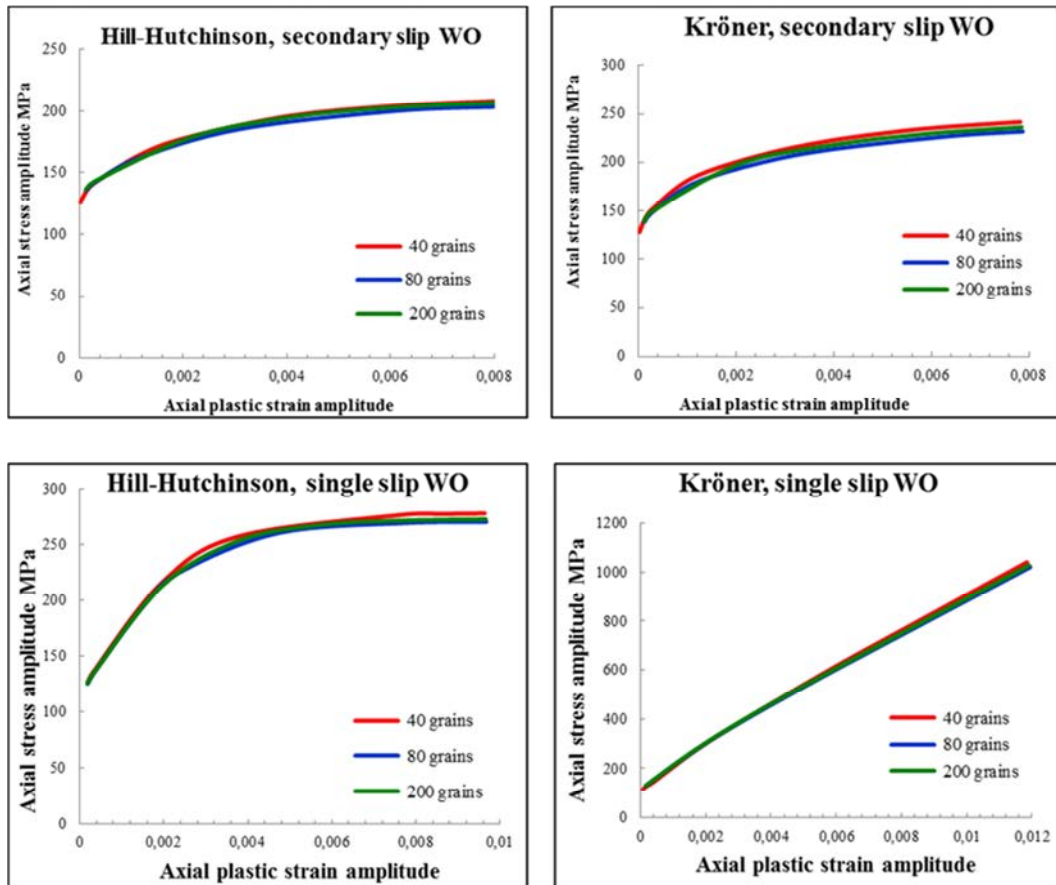 Hill-Hutchinson, secondary slip WO
Axial stress amplitude MPa
250
200
150
100
50
0
40 grains
80 grains
200 grains
0
0,002
0,004
0,006
0,008
Axial plastic strain amplitude
Kröner, secondary slip WO
Axial stress amplitude MPa
300
250
200
150
100
50
0
40 grains
80 grains
200 grains
0
0,002
0,004
0,006
0,008
Axial plastic strain amplitude
Hill-Hutchinson, single slip WO
Axial stress amplitude MPa
300
250
200
150
100
50
0
40 grains
80 grains
200 grains
0
0,002
0,004
0,006
0,008
0,01
Axial plastic strain amplitude
Kröner, single slip WO
Axial stress amplitude MPa
1200
1000
800
600
400
200
0
40 grains
80 grains
200 grains
0
0,002
0,004
0,006
0,008
0,01
0,012
Axial plastic strain amplitude